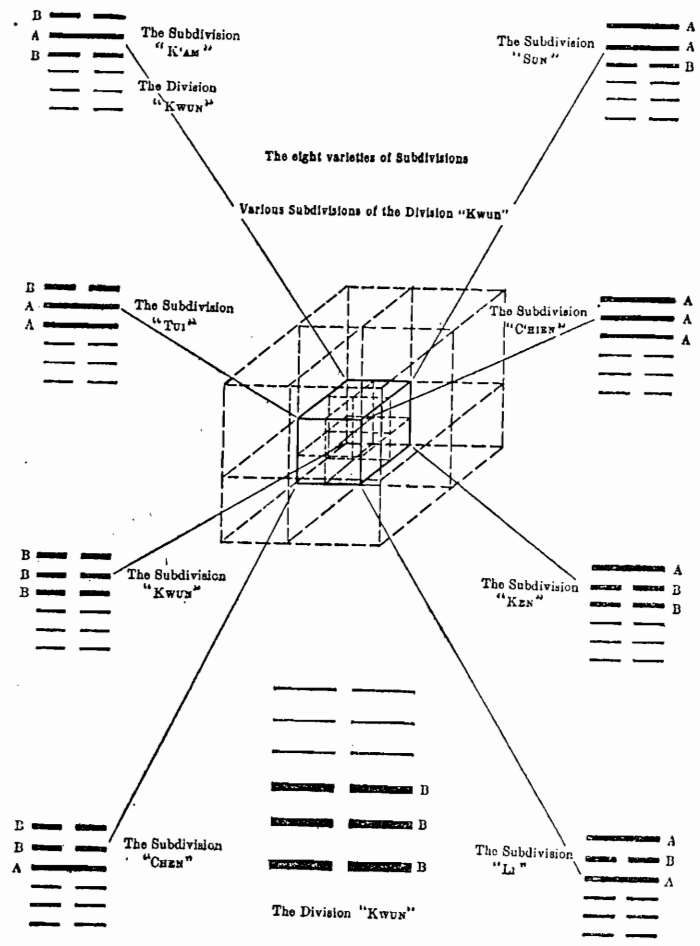 B
A
B
The Subdivision
"K'AM"
The Division
"KWUN"
The Subdivision
"SUN"
A
A
B
The eight varieties of Subdivisions
Various Subdivisions of the Division "Kwun"
B
A
A
The Subdivision
"TUI"
The Subdivision
"C'HIEN"
A
A
A
B
B
B
The Subdivision
"KWUN"
The Subdivision
"KEN"
A
B
B
B
B
B
The Division "KWUN"
B
B
A
The Subdivision
"CHEN"
The Subdivision
"LI"
A
B
A